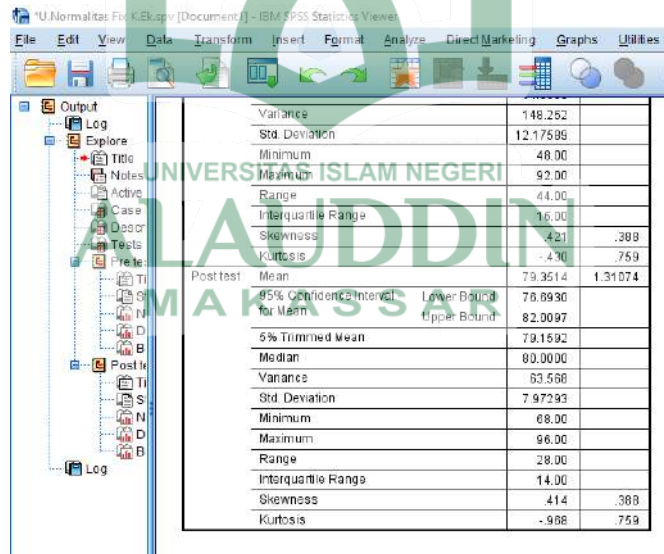 *U.Normalitas Fix K.Ek.spv [Document1] - IBM SPSS Statistics Viewer
File Edit View Data Transform Insert Format Analyze Direct Marketing Graphs Utilities
Output
Log
Explore
Title
Notes
Active
Case
Descr
Tests
Pre te
Ti
S
N
D
B
Post te
Ti
S
N
D
B
Log
UNIVERSITAS ISLAM NEGERI
ALAUDDIN
MAKASSAR
Variance 148.252
Std. Deviation 12.17589
Minimum 48.00
Maximum 92.00
Range 44.00
Interquartile Range 16.00
Skewness .421 .388
Kurtosis -.430 .759
Post test Mean 79.3514 1.31074
95% Confidence Interval for Mean Lower Bound 76.6930
Upper Bound 82.0097
5% Trimmed Mean 79.1592
Median 80.0000
Variance 63.568
Std. Deviation 7.97293
Minimum 68.00
Maximum 96.00
Range 28.00
Interquartile Range 14.00
Skewness .414 .388
Kurtosis -.968 .759